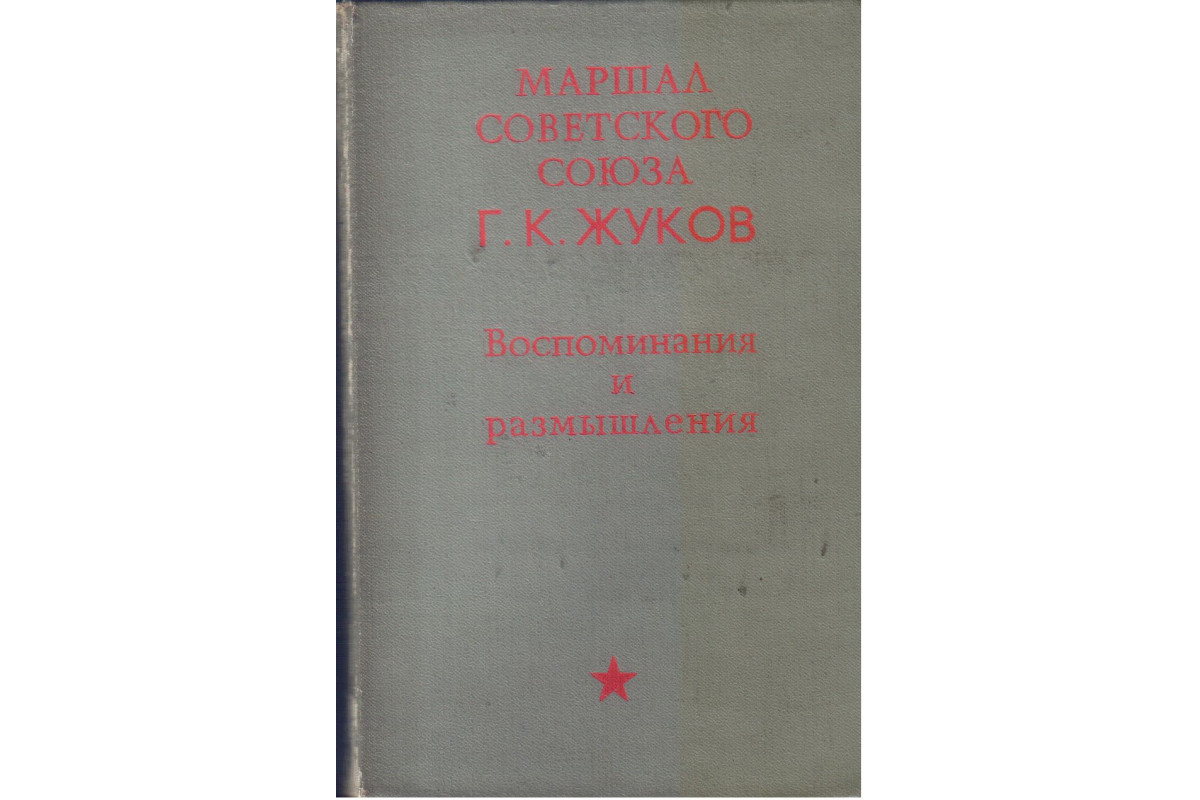 МАРШАЛ
СОВЕТСКОГО
СОЮЗА
Г. К. ЖУКОВ
Воспоминания
и
размышления